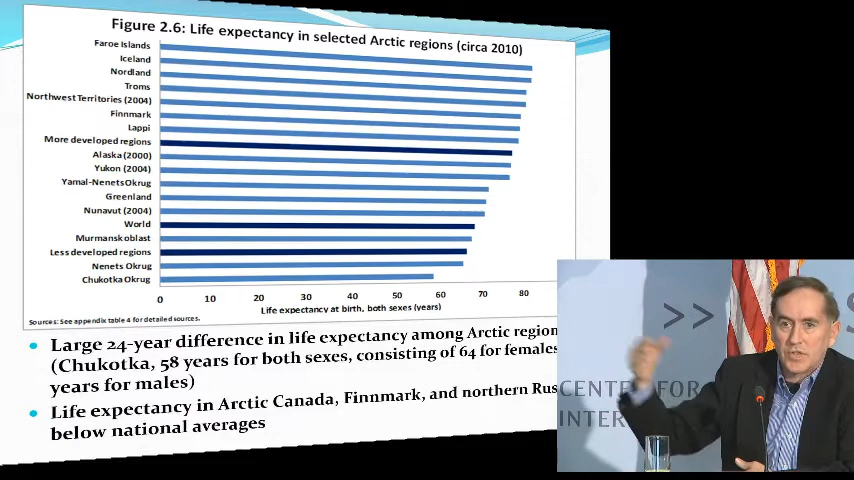 Figure 2.6: Life expectancy in selected Arctic regions (circa 2010)
Faroe Islands
Iceland
Nordland
Troms
Northwest Territories (2004)
Finnmark
Lappi
More developed regions
Alaska (2000)
Yukon (2004)
Yamal-Nenets Okrug
Greenland
Nunavut (2004)
World
Murmansk oblast
Less developed regions
Nenets Okrug
Chukotka Okrug
0 10 20 30 40 50 60 70 80
Life expectancy at birth, both sexes (years)
Sources: See appendix table 4 for detailed sources.
Large 24-year difference in life expectancy among Arctic region
(Chukotka, 58 years for both sexes, consisting of 64 for females
years for males)
Life expectancy in Arctic Canada, Finnmark, and northern Rus
below national averages
>> S
CENTER FOR
INTER